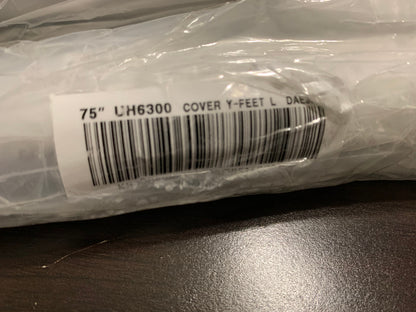 75" UH6300 COVER Y-FEET L